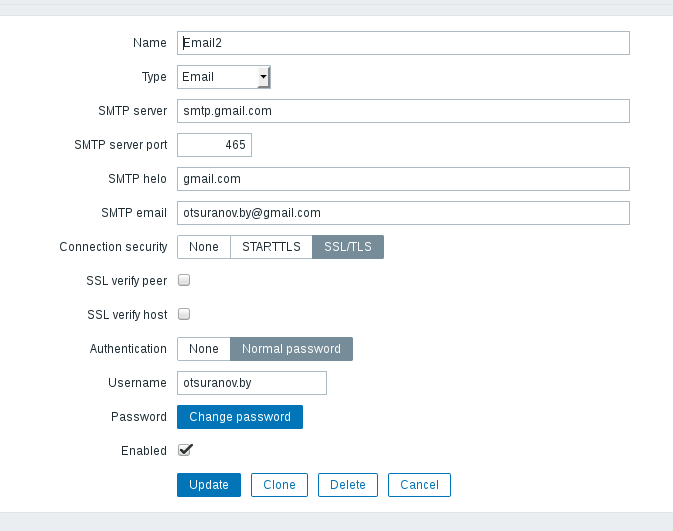 Name Email2
Type Email
SMTP server smtp.gmail.com
SMTP server port 465
SMTP helo gmail.com
SMTP email otsuranov.by@gmail.com
Connection security None STARTTLS SSL/TLS
SSL verify peer
SSL verify host
Authentication None Normal password
Username otsuranov.by
Password Change password
Enabled
Update Clone Delete Cancel